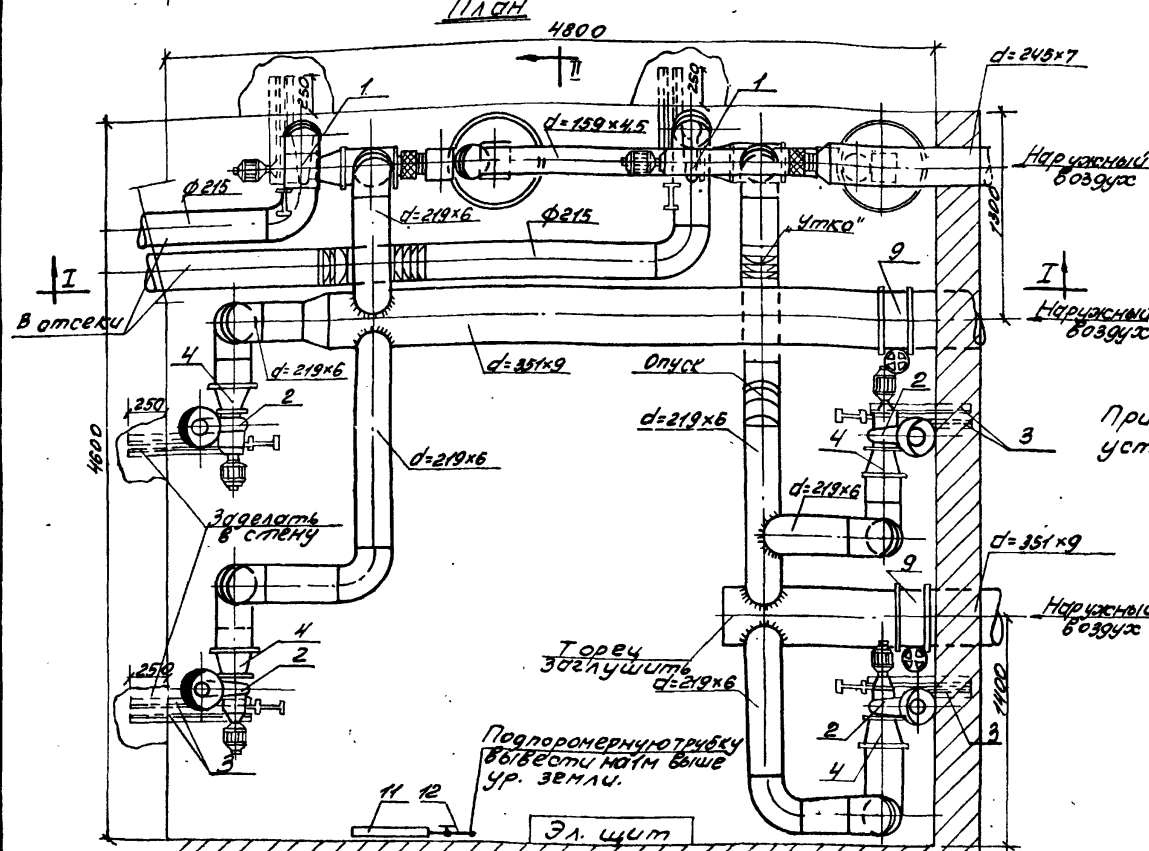 План
4800
II
d=245×7
250
1
250
1
d=159×4.5
Наружный
воздух
ф215
d=219×6
ф215
„Утка"
1300
9
I
I
В отсеки
Наружный
воздух
4
d=219×6
d=351×9
Опуск
2
250
2
d=219×6
4
3
При
уст
4600
d=219×6
d=219×6
Заделать
в стену
d=351×9
9
4
Наружный
воздух
2
250
Торец
заглушить
d=219×6
1400
2
3
3
Подпоромерную трубку
вывести на 1м выше
ур. земли.
4
11
12
Эл. щит